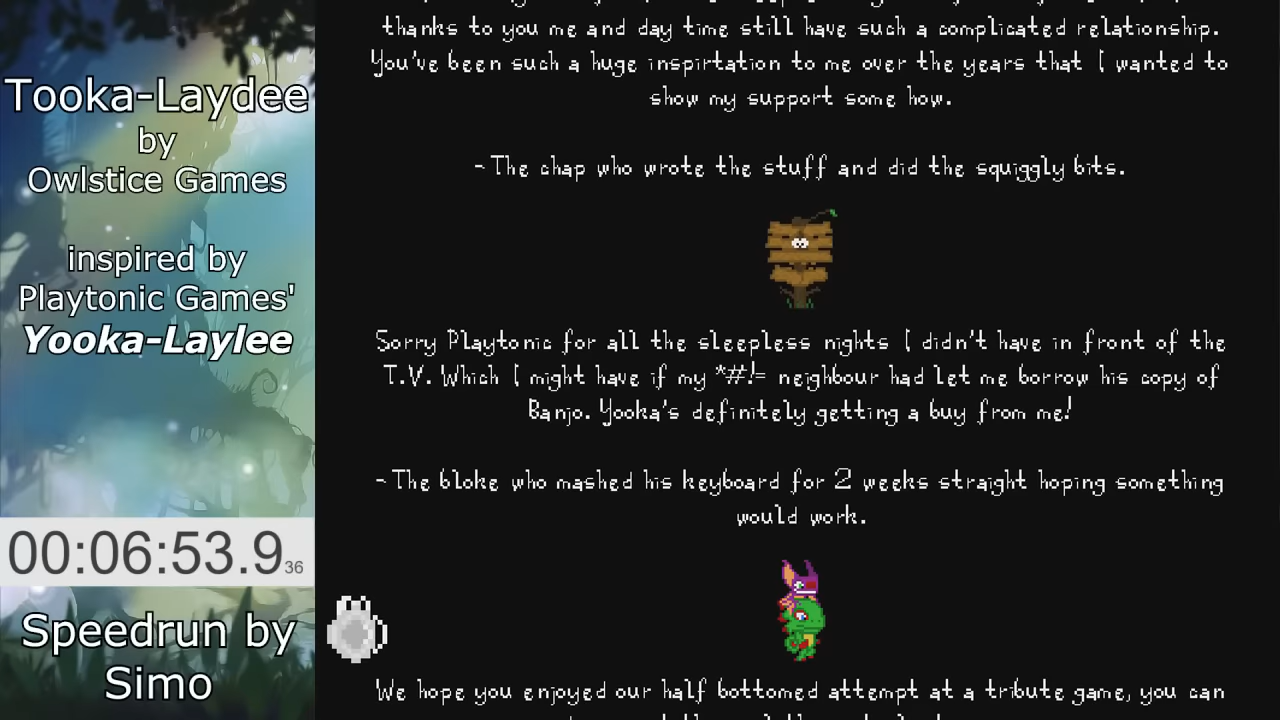 Tooka-Laydee
by
Owlstice Games
inspired by
Playtonic Games'
Yooka-Laylee
00:06:53.936
Speedrun by
Simo
thanks to you me and day time still have such a complicated relationship.
You've been such a huge inspirtation to me over the years that I wanted to
show my support some how.
- The chap who wrote the stuff and did the squiggly bits.
Sorry Playtonic for all the sleepless nights I didn't have in front of the
T.V. Which I might have if my *#!= neighbour had let me borrow his copy of
Banjo. Yooka's definitely getting a buy from me!
- The bloke who mashed his keyboard for 2 weeks straight hoping something
would work.
We hope you enjoyed our half bottomed attempt at a tribute game, you can